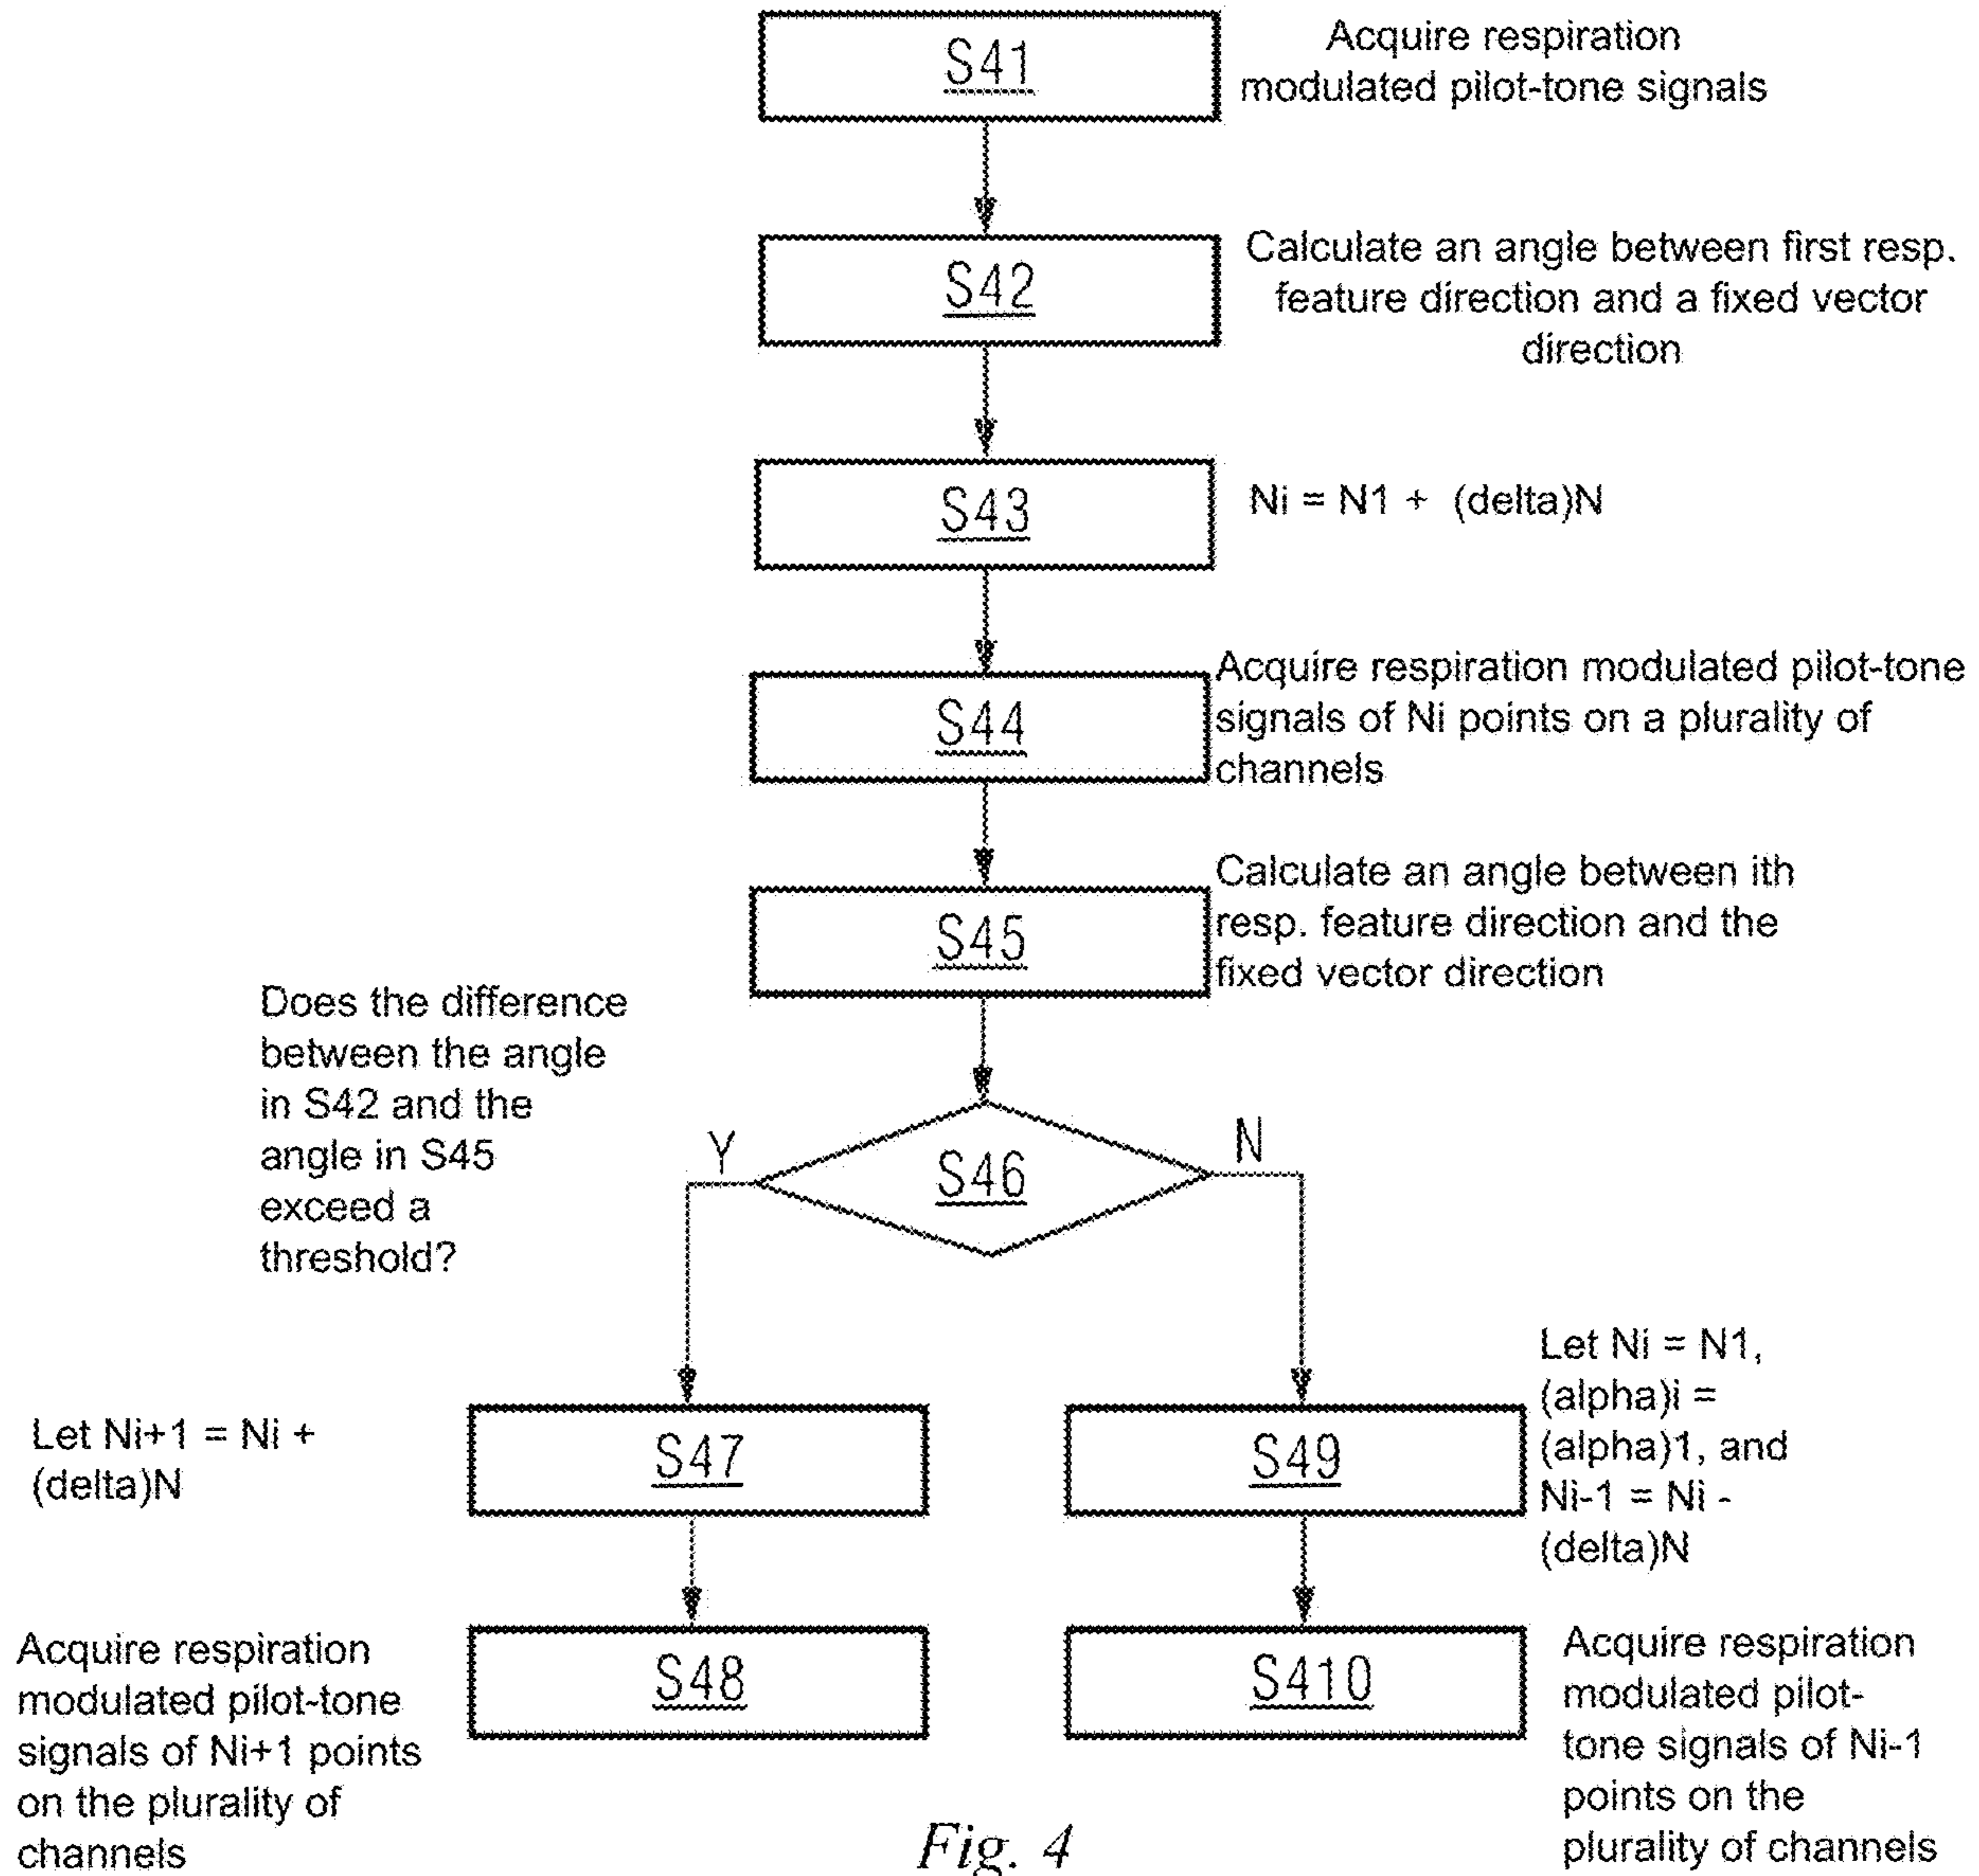 S41
Acquire respiration
modulated pilot-tone signals
S42
Calculate an angle between first resp.
feature direction and a fixed vector
direction
S43
Ni = N1 + (delta)N
S44
Acquire respiration modulated pilot-tone
signals of Ni points on a plurality of
channels
S45
Calculate an angle between ith
resp. feature direction and the
fixed vector direction
Does the difference
between the angle
in S42 and the
angle in S45
exceed a
threshold?
Y
S46
N
Let Ni+1 = Ni +
(delta)N
S47
S49
Let Ni = N1,
(alpha)i =
(alpha)1, and
Ni-1 = Ni -
(delta)N
Acquire respiration
modulated pilot-tone
signals of Ni+1 points
on the plurality of
channels
S48
S410
Acquire respiration
modulated pilot-
tone signals of Ni-1
points on the
plurality of channels
Fig. 4